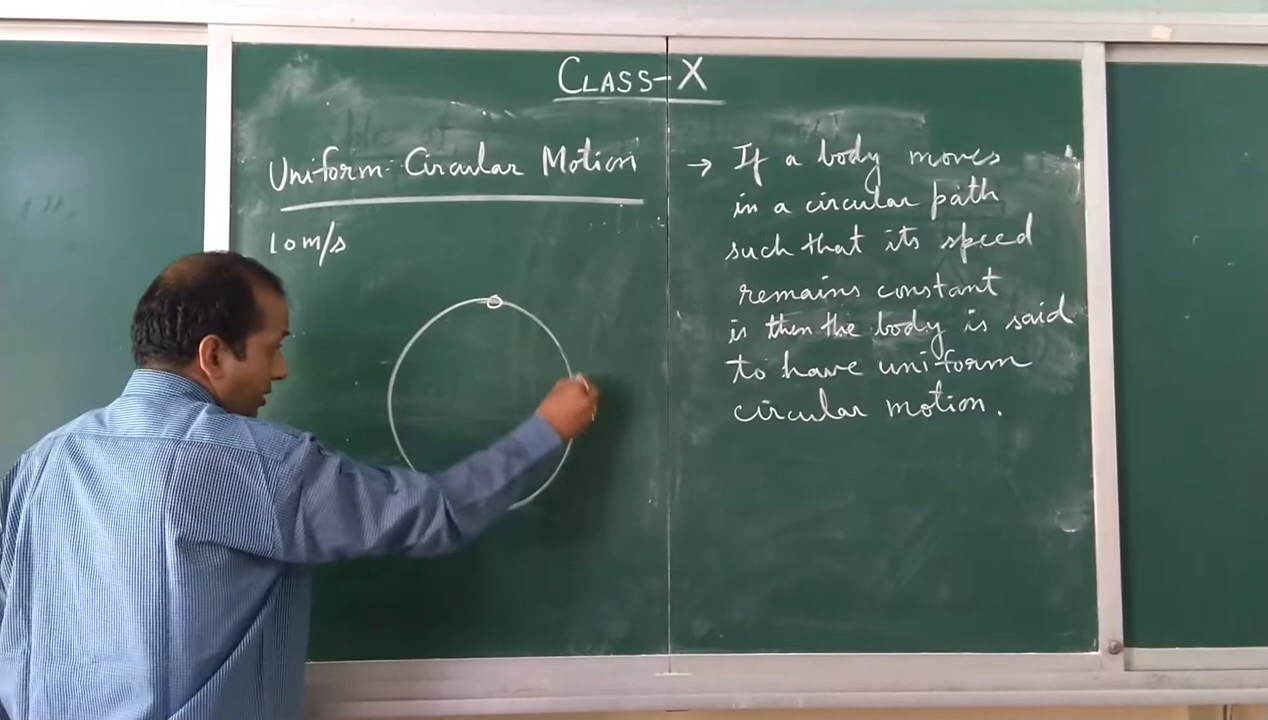 CLASS-X
Uniform Circular Motion
10 m/s
→ If a body moves
in a circular path
such that its speed
remains constant
is then the body is said
to have uniform
circular motion.